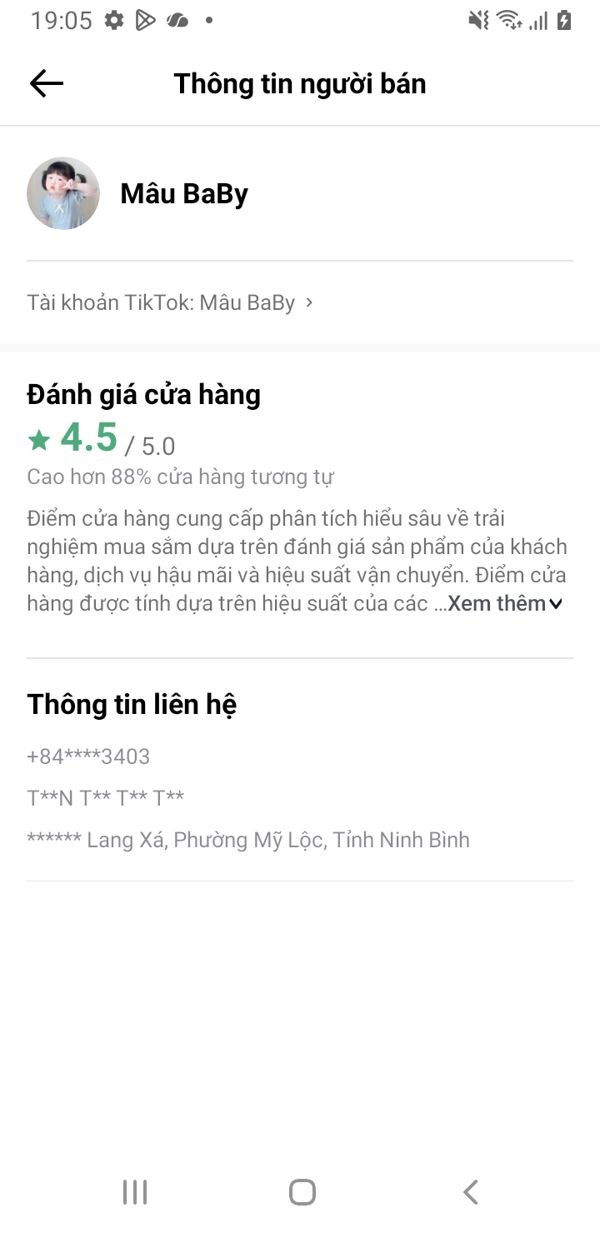 19:05
Thông tin người bán
Mâu BaBy
Tài khoản TikTok: Mâu BaBy
Đánh giá cửa hàng
4.5 / 5.0
Cao hơn 88% cửa hàng tương tự
Điểm cửa hàng cung cấp phân tích hiểu sâu về trải
nghiệm mua sắm dựa trên đánh giá sản phẩm của khách
hàng, dịch vụ hậu mãi và hiệu suất vận chuyển. Điểm cửa
hàng được tính dựa trên hiệu suất của các ...Xem thêm
Thông tin liên hệ
+84****3403
T**N T** T** T**
****** Lang Xá, Phường Mỹ Lộc, Tỉnh Ninh Bình